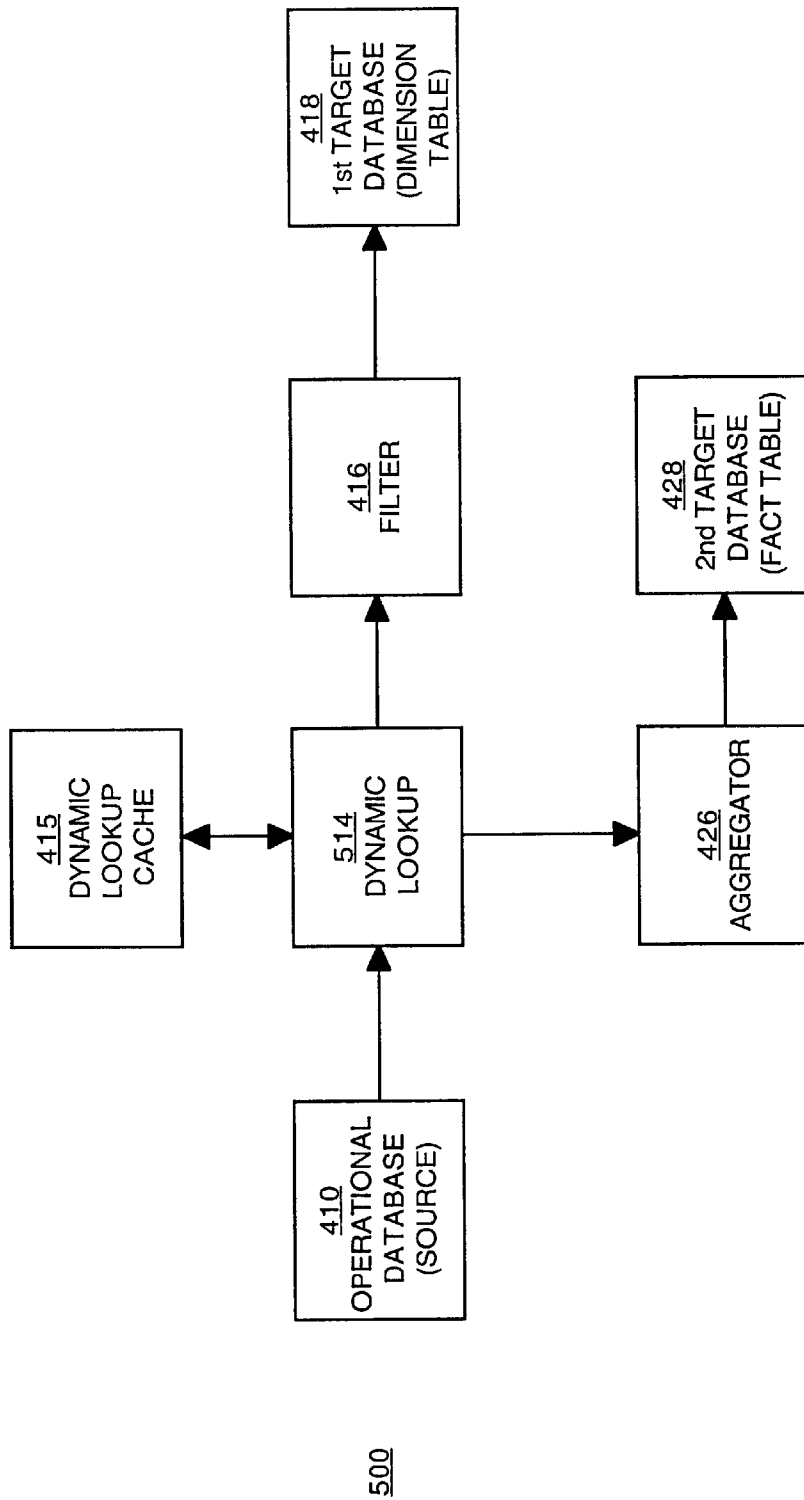 500
410
OPERATIONAL
DATABASE
(SOURCE)
415
DYNAMIC
LOOKUP
CACHE
514
DYNAMIC
LOOKUP
416
FILTER
418
1st TARGET
DATABASE
(DIMENSION
TABLE)
426
AGGREGATOR
428
2nd TARGET
DATABASE
(FACT TABLE)